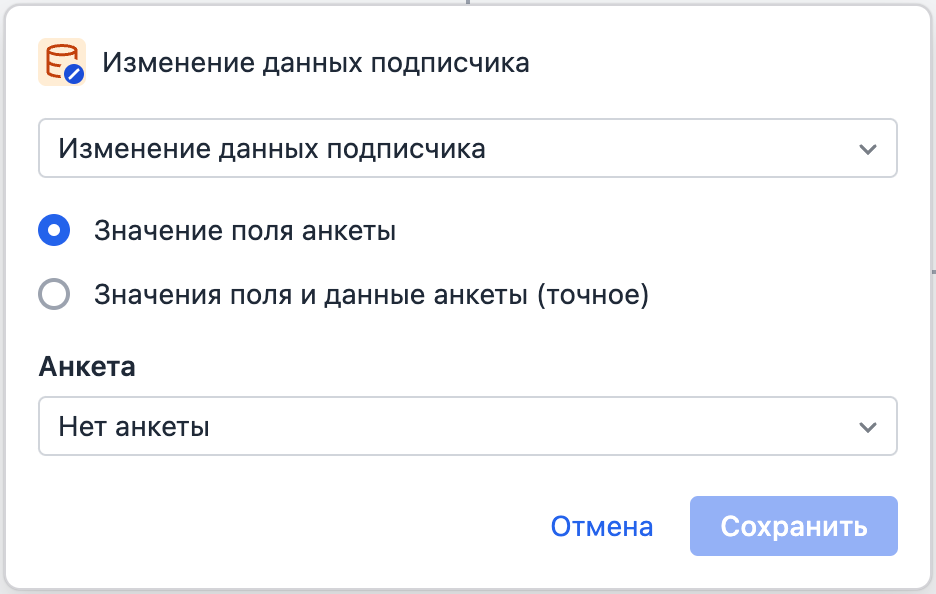 Изменение данных подписчика
Изменение данных подписчика
Значение поля анкеты
Значения поля и данные анкеты (точное)
Анкета
Нет анкеты
Отмена
Сохранить